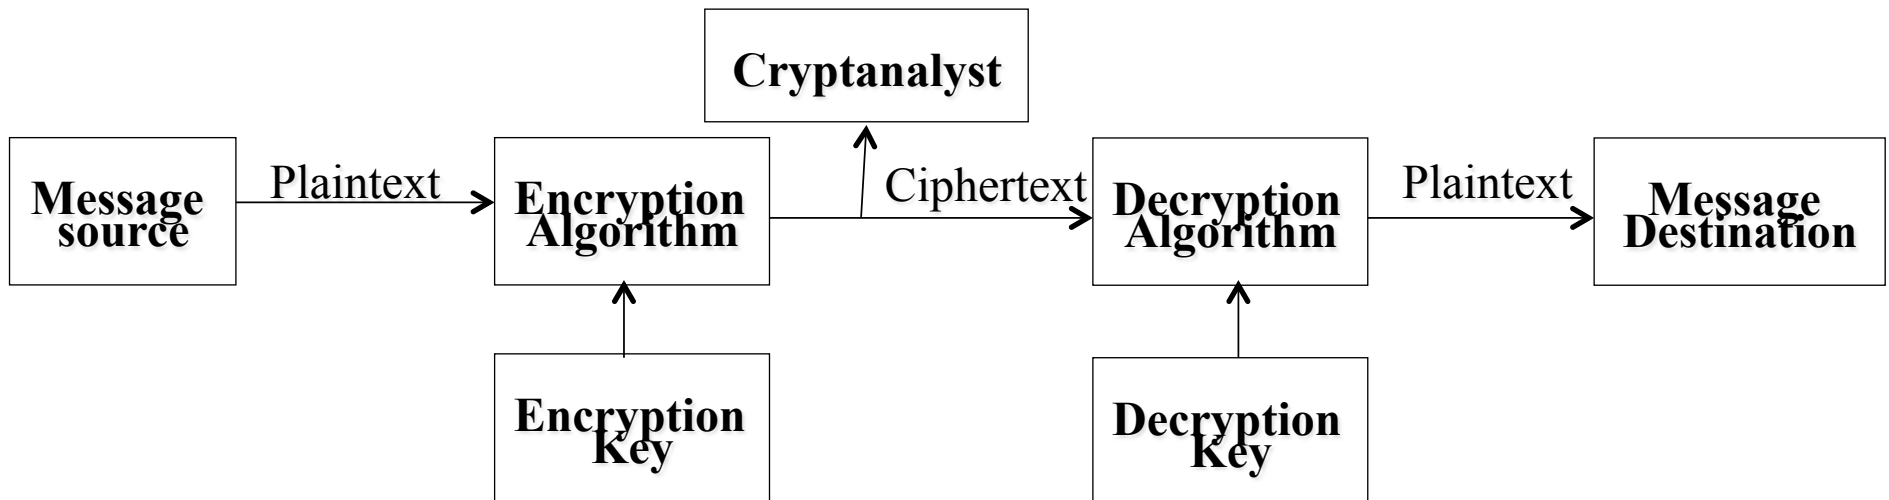 Cryptanalyst
Message
source
Plaintext
Encryption
Algorithm
Ciphertext
Decryption
Algorithm
Plaintext
Message
Destination
Encryption
Key
Decryption
Key